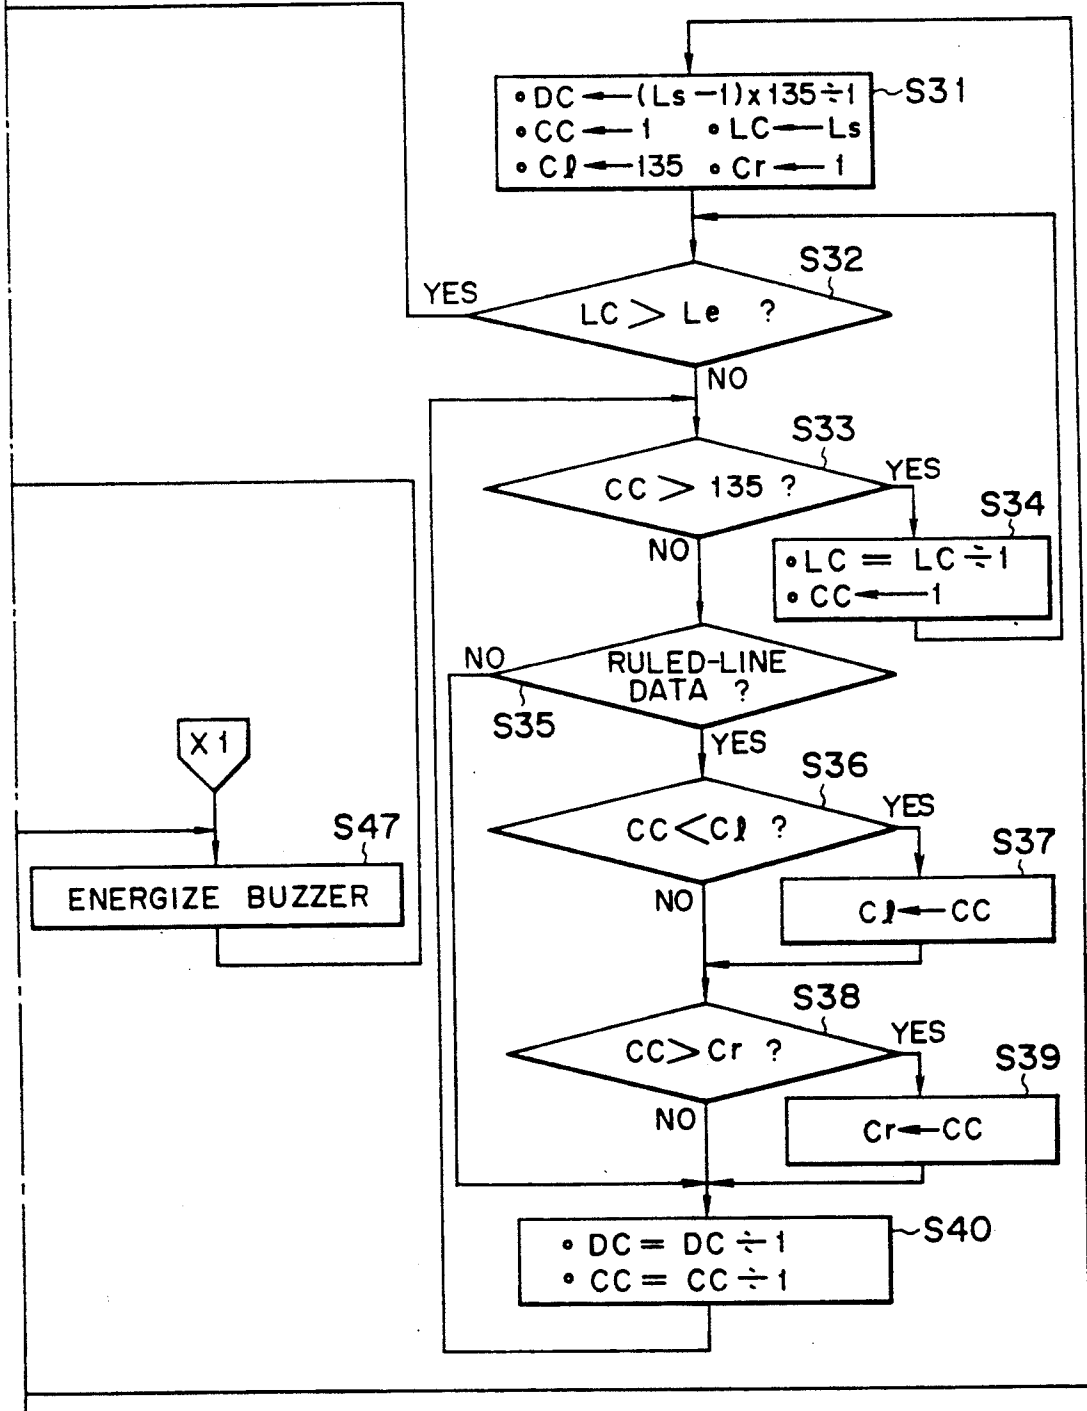 • DC ← (Ls−1)x135÷1
S31
• CC ← 1 • LC ← Ls
• Cℓ ← 135 • Cr ← 1
S32
YES
LC > Le ?
NO
S33
CC > 135 ?
YES
NO
S34
• LC = LC ÷ 1
• CC ← 1
NO
RULED-LINE
DATA ?
S35
YES
X1
S36
CC < Cℓ ?
YES
NO
S47
ENERGIZE BUZZER
S37
Cℓ ← CC
S38
CC > Cr ?
YES
NO
S39
Cr ← CC
S40
• DC = DC ÷ 1
• CC = CC ÷ 1